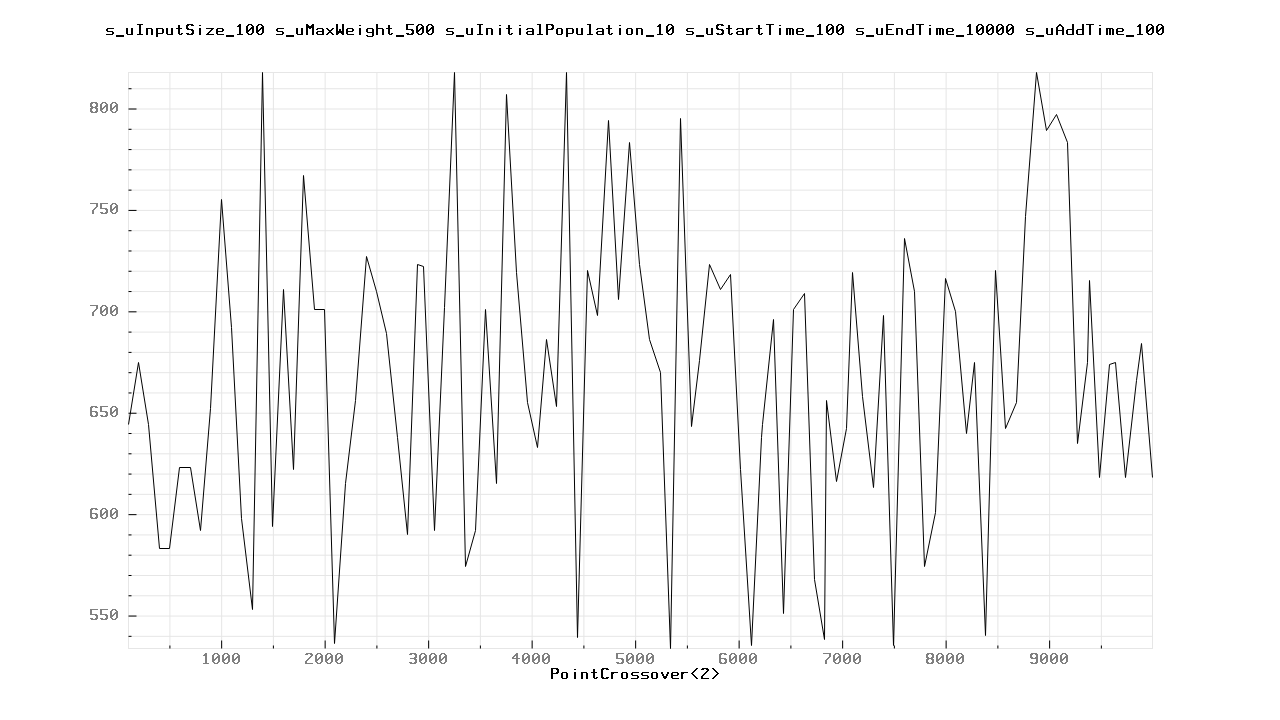 s_uInputSize_100 s_uMaxWeight_500 s_uInitialPopulation_10 s_uStartTime_100 s_uEndTime_10000 s_uAddTime_100
800
750
700
650
600
550
1000 2000 3000 4000 5000 6000 7000 8000 9000
PointCrossover<2>